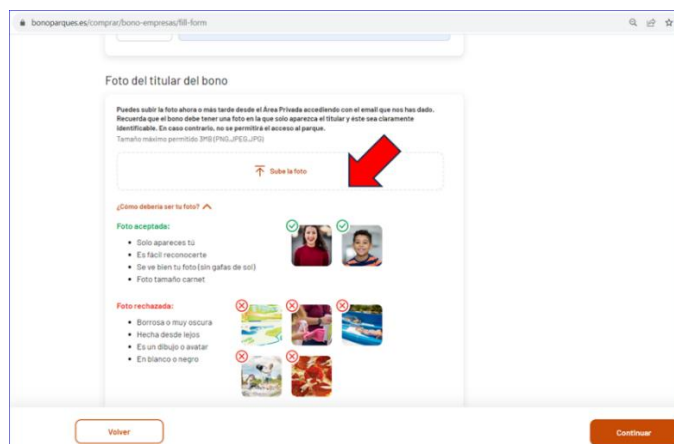 bonoparques.es/comprar/bono-empresas/fill-form
Foto del titular del bono
Puedes subir la foto ahora o más tarde desde el Área Privada accediendo con el email que nos has dado.
Recuerda que el bono debe tener una foto en la que solo aparezca el titular y éste sea claramente
identificable. En caso contrario, no se permitirá el acceso al parque.
Tamaño máximo permitido 3MB (PNG,JPEG,JPG)
Sube la foto
¿Como debería ser tu foto?
Foto aceptada:
Solo apareces tú
Es fácil reconocerte
Se ve bien tu foto (sin gafas de sol)
Foto tamaño carnet
Foto rechazada:
Borrosa o muy oscura
Hecha desde lejos
Es un dibujo o avatar
En blanco o negro
Volver
Continuar